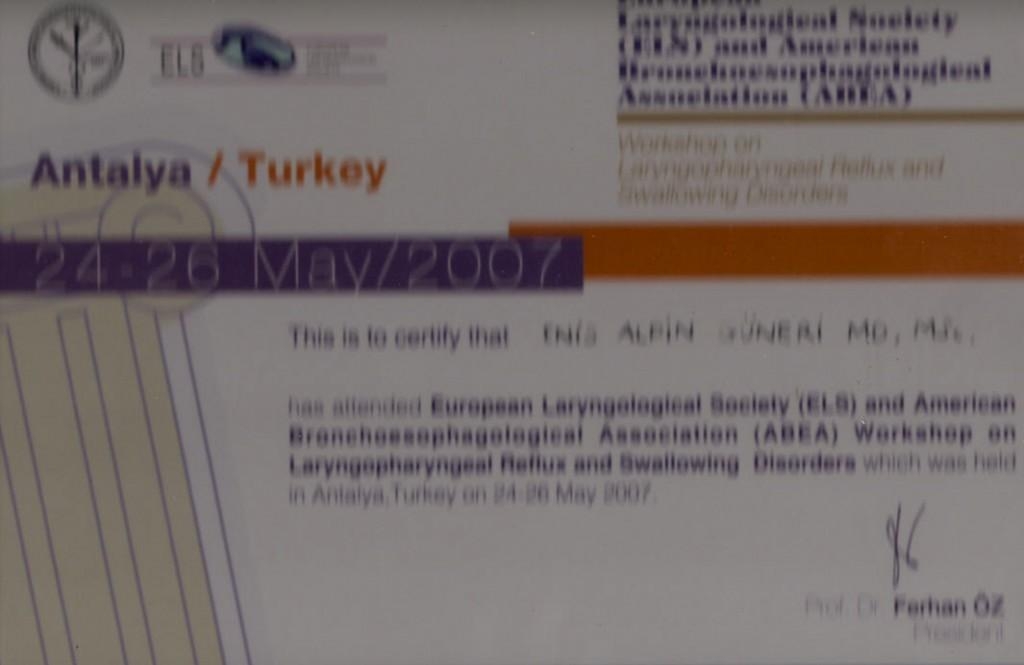 ELS
European
Laryngological Society
(ELS) and American
Bronchoesophagological
Association (ABEA)
Workshop on
Laryngopharyngeal Reflux and
Swallowing Disorders
Antalya / Turkey
24-26 May/2007
This is to certify that ENİS ALPİN GÜNERİ MD, MSc.
has attended European Laryngological Society (ELS) and American
Bronchoesophagological Association (ABEA) Workshop on
Laryngopharyngeal Reflux and Swallowing Disorders which was held
in Antalya,Turkey on 24-26 May 2007.
Prof. Dr. Ferhan ÖZ
President